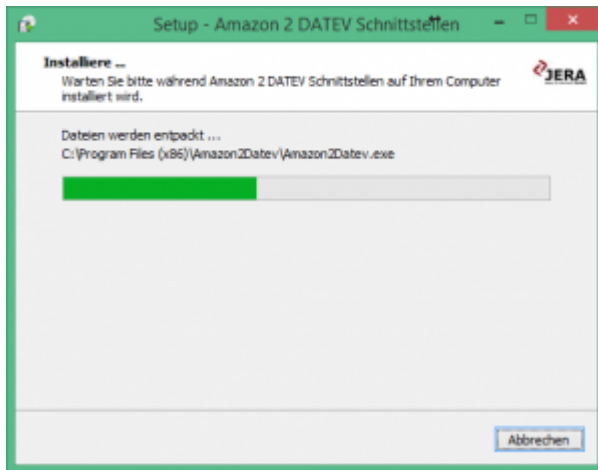 Setup - Amazon 2 DATEV Schnittstellen
Installiere ...
Warten Sie bitte während Amazon 2 DATEV Schnittstellen auf Ihrem Computer
installiert wird.
JERA
Dateien werden entpackt ...
C:\Program Files (x86)\Amazon2Datev\Amazon2Datev.exe
Abbrechen